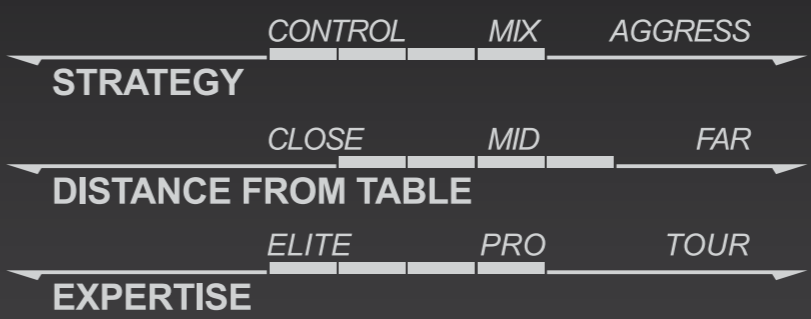 CONTROL MIX AGGRESS
STRATEGY
CLOSE MID FAR
DISTANCE FROM TABLE
ELITE PRO TOUR
EXPERTISE